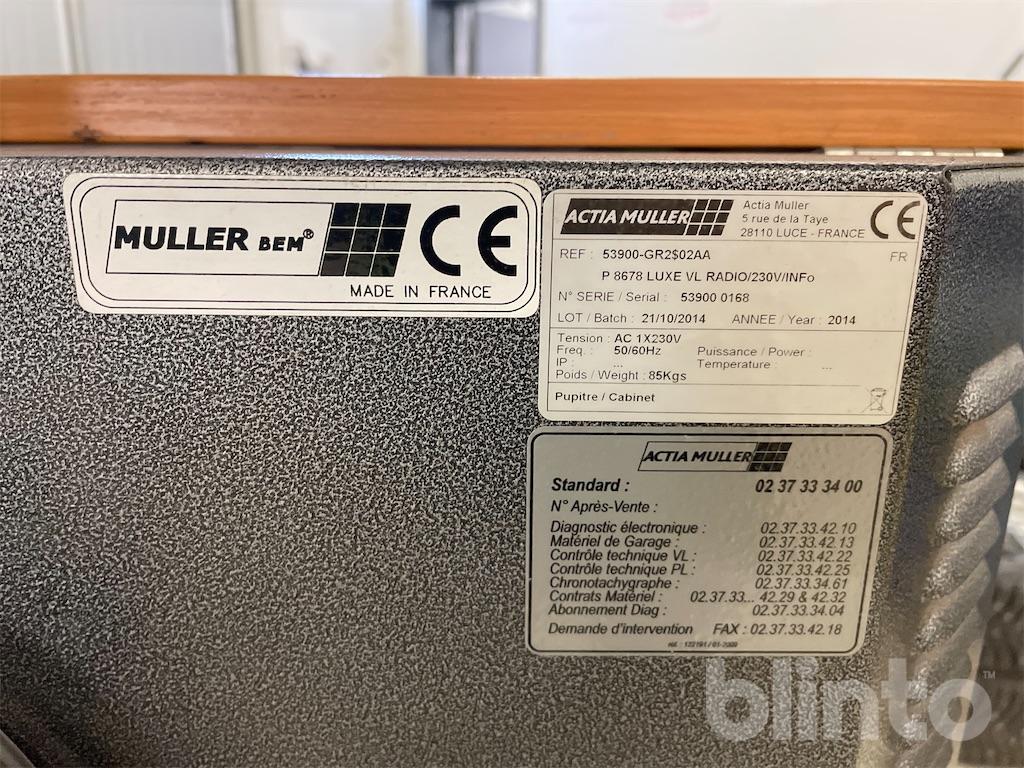 MULLER BEM®
CE
MADE IN FRANCE
ACTIA MULLER
Actia Muller
5 rue de la Taye
28110 LUCE - FRANCE
CE
REF : 53900-GR2$02AA
FR
P 8678 LUXE VL RADIO/230V/INFo
N° SERIE / Serial : 53900 0168
LOT / Batch : 21/10/2014 ANNEE / Year : 2014
Tension : AC 1X230V
Freq. : 50/60Hz Puissance / Power :
IP : ... Temperature : ...
Poids / Weight : 85Kgs
Pupitre / Cabinet
ACTIA MULLER
Standard : 02 37 33 34 00
N° Après-Vente :
Diagnostic électronique : 02.37.33.42.10
Matériel de Garage : 02.37.33.42.13
Contrôle technique VL : 02.37.33.42.22
Contrôle technique PL : 02.37.33.42.25
Chronotachygraphe : 02.37.33.34.61
Contrats Matériel : 02.37.33... 42.29 & 42.32
Abonnement Diag : 02.37.33.34.04
Demande d'intervention FAX : 02.37.33.42.18
blinto™